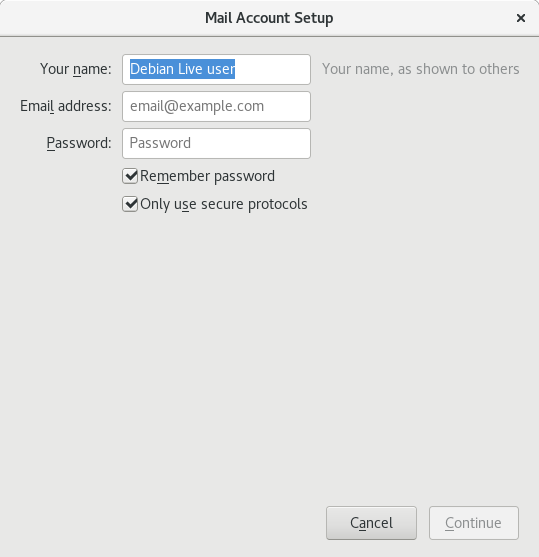 Mail Account Setup
Your name: Debian Live user Your name, as shown to others
Email address: email@example.com
Password: Password
Remember password
Only use secure protocols
Cancel Continue